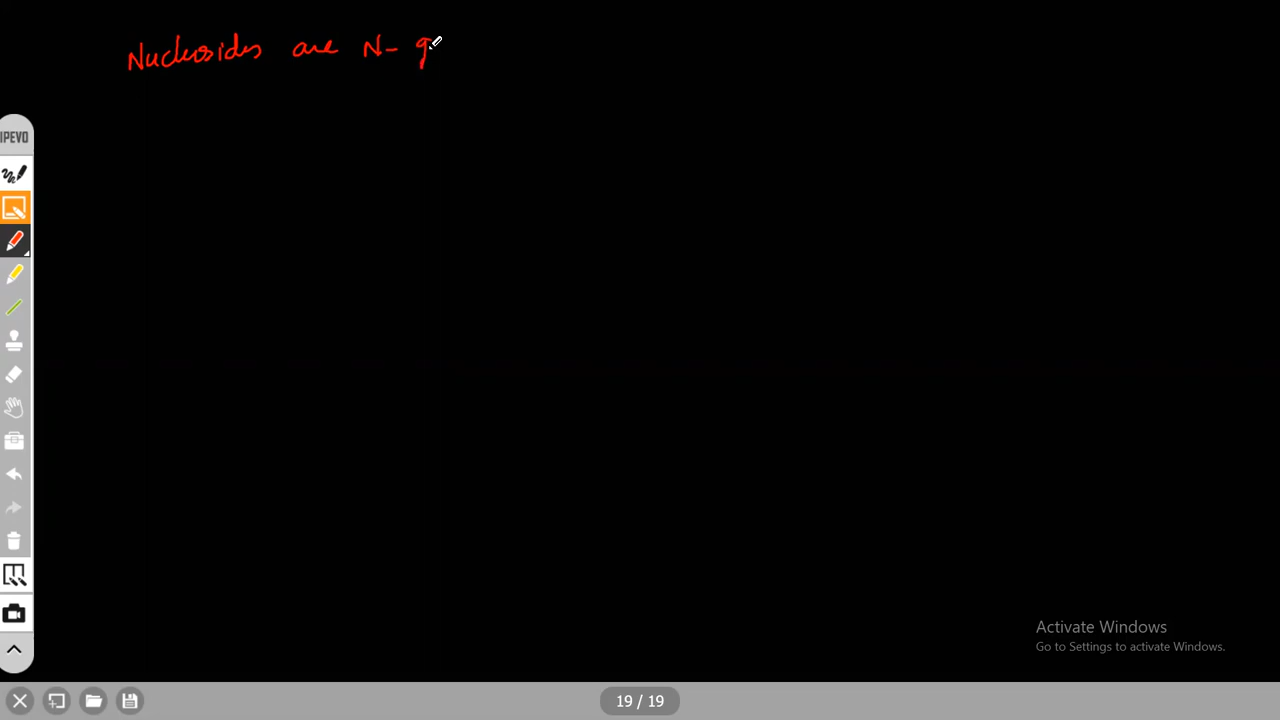 Nucleosides are N- g
IPEVO
Activate Windows
Go to Settings to activate Windows.
19 / 19